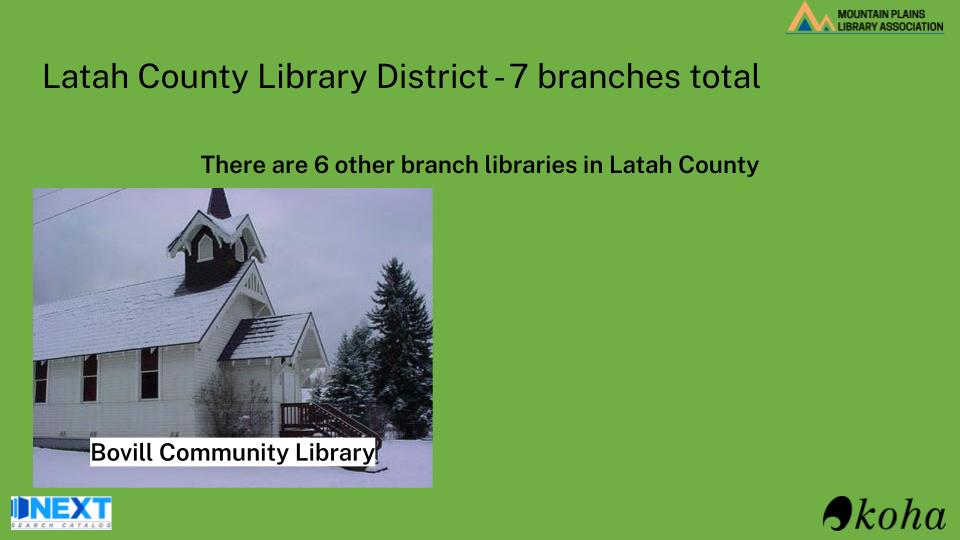 MOUNTAIN PLAINS
LIBRARY ASSOCIATION
Latah County Library District - 7 branches total
There are 6 other branch libraries in Latah County
Bovill Community Library
NEXT
SEARCH CATALOG
koha